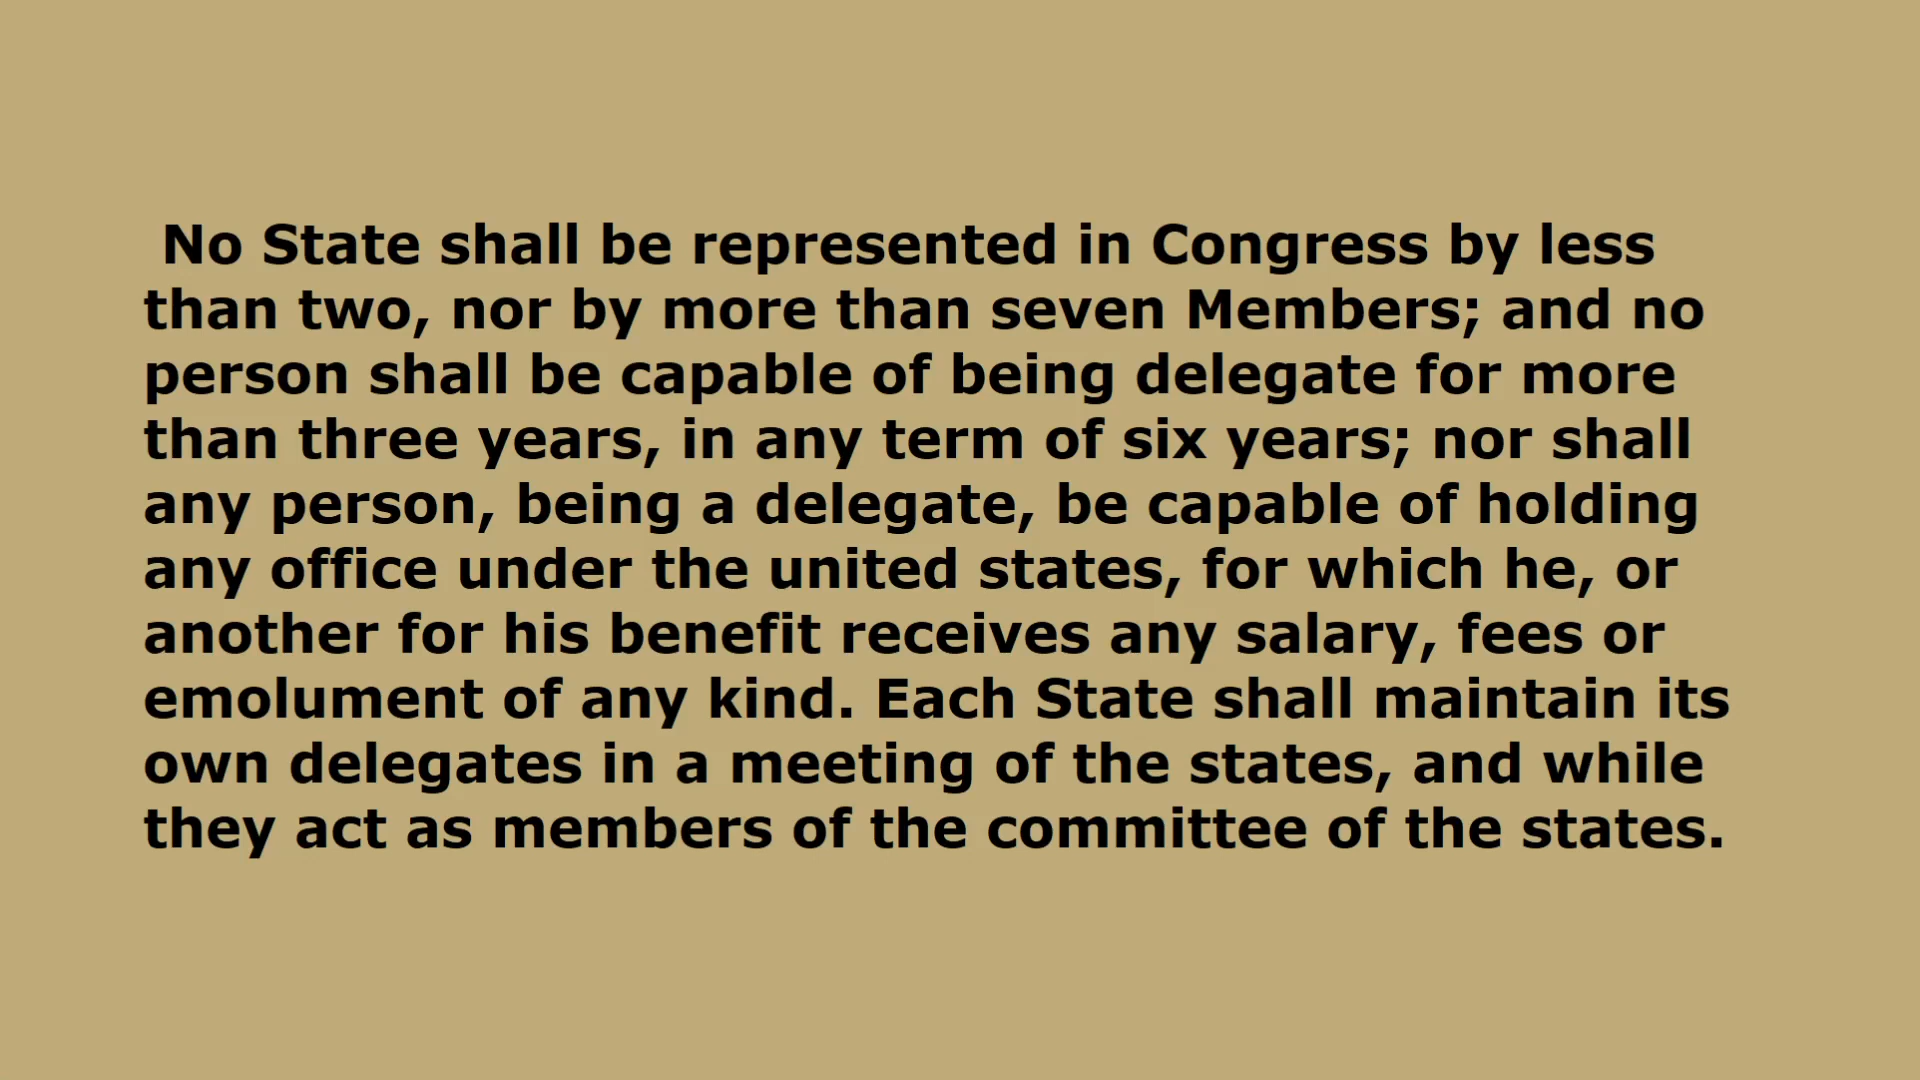 No State shall be represented in Congress by less
than two, nor by more than seven Members; and no
person shall be capable of being delegate for more
than three years, in any term of six years; nor shall
any person, being a delegate, be capable of holding
any office under the united states, for which he, or
another for his benefit receives any salary, fees or
emolument of any kind. Each State shall maintain its
own delegates in a meeting of the states, and while
they act as members of the committee of the states.